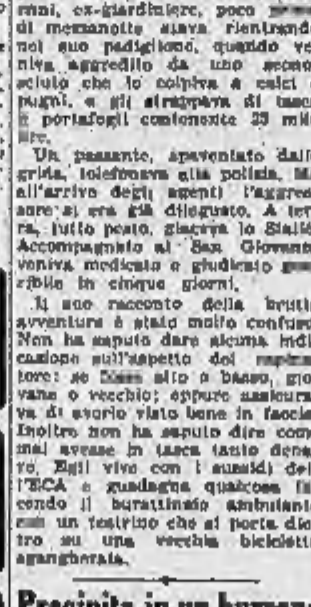 ex-giardiniere, poco
di mezzanotte stava rientrando
nel suo padiglione, quando ve
niva aggredito da uno scono
sciuto che lo colpiva a calci e
pugni, e gli strappava di tasca
il portafogli contenente 23 mila
lire.
Un passante, spaventato dalle
grida, telefonava alla polizia. Ma
all'arrivo degli agenti l'aggres
sore si era già dileguato. A ter
ra, tutto pesto, giaceva lo
Accompagnato al San Giovanni
veniva medicato e giudicato gua
ribile in cinque giorni.
Il suo racconto della brutta
avventura è stato molto confuso
Non ha saputo dare alcuna indi
cazione sull'aspetto del rapina
tore: se fosse alto o basso, gio
vane o vecchio; eppure assicura
va di averlo visto bene in faccia
Inoltre non ha saputo dire come
mai avesse in tasca tanto dena
ro. Egli vive con i sussidi del
l'ECA e guadagna qualcosa fa
cendo il burattinaio ambulante
con un teatrino che si porta die
tro su una vecchia bicicletta
sgangherata.
Precipita in un burrone